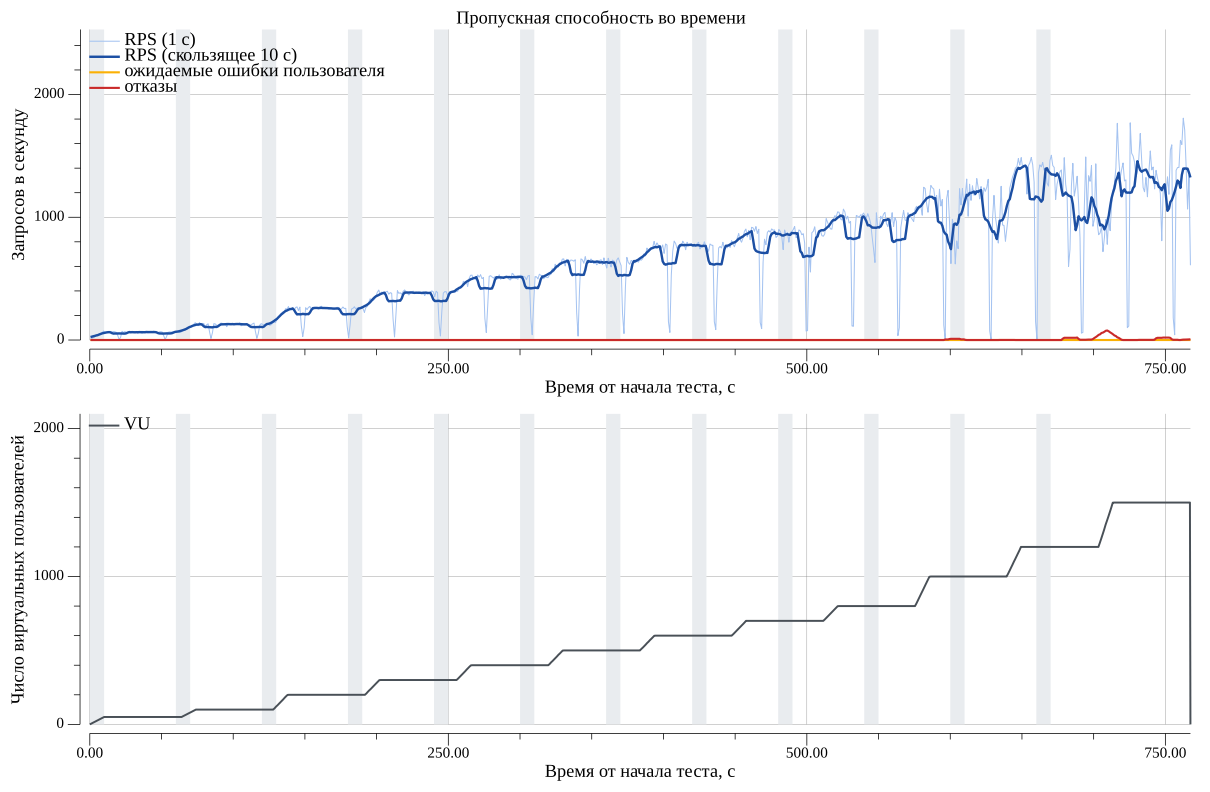 Пропускная способность во времени
RPS (1 с)
RPS (скользящее 10 с)
ожидаемые ошибки пользователя
отказы
Запросов в секунду
2000
1000
0
0.00
250.00
500.00
750.00
Время от начала теста, с
VU
Число виртуальных пользователей
2000
1000
0
0.00
250.00
500.00
750.00
Время от начала теста, с